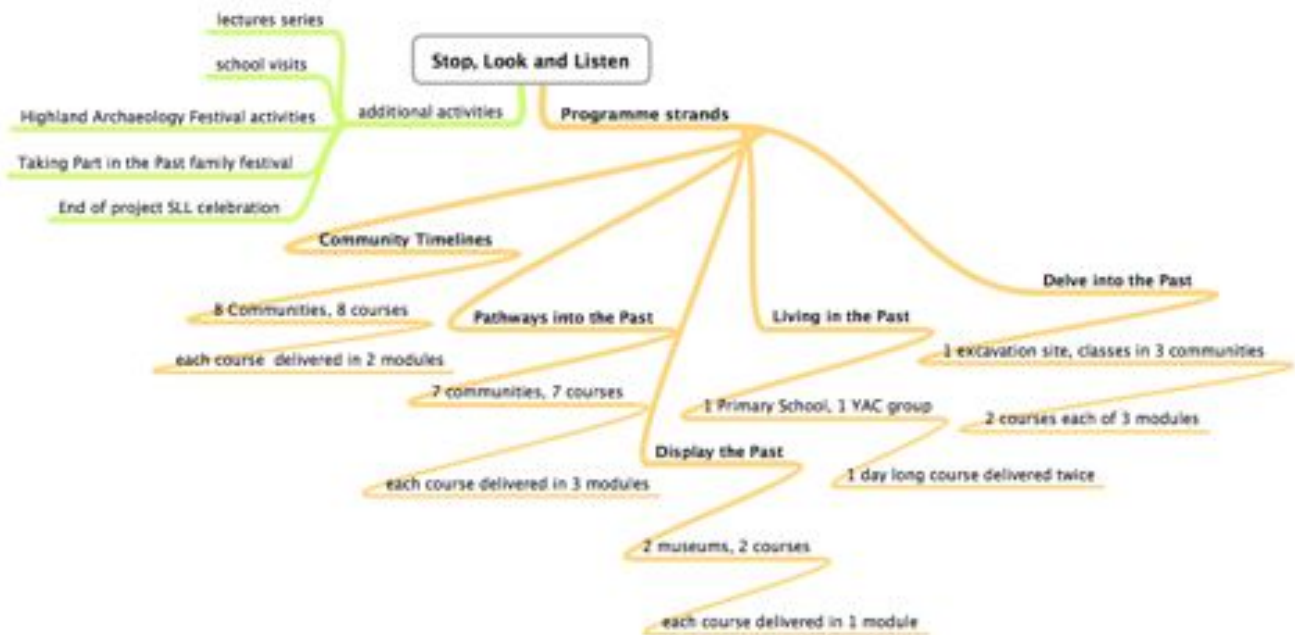 Stop, Look and Listen
additional activities
lectures series
school visits
Highland Archaeology Festival activities
Taking Part in the Past family festival
End of project SLL celebration
Programme strands
Community Timelines
8 Communities, 8 courses
each course delivered in 2 modules
Pathways into the Past
7 communities, 7 courses
each course delivered in 3 modules
Display the Past
2 museums, 2 courses
each course delivered in 1 module
Living in the Past
1 Primary School, 1 YAC group
1 day long course delivered twice
Delve into the Past
1 excavation site, classes in 3 communities
2 courses each of 3 modules